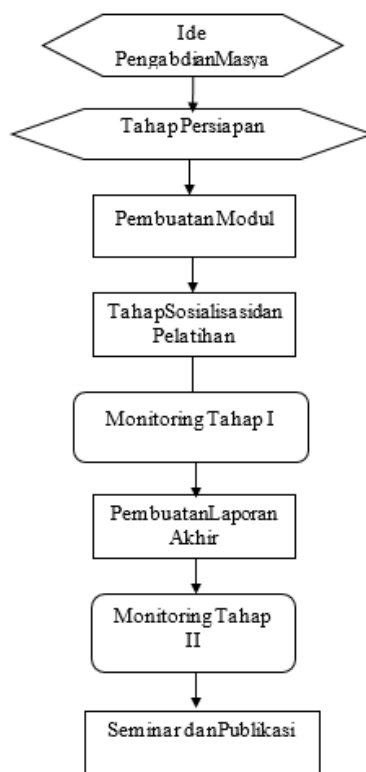 Ide
PengabdianMasya
TahapPersiapan
PembuatanModul
TahapSosialisasidan
Pelatihan
Monitoring Tahap I
PembuatanLaporan
Akhir
Monitoring Tahap
II
Seminar danPublikasi